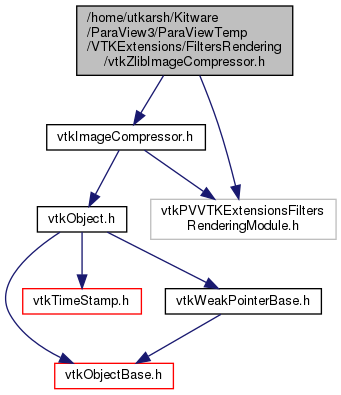 /home/utkarsh/Kitware
/ParaView3/ParaViewTemp
/VTKExtensions/FiltersRendering
/vtkZlibImageCompressor.h
vtkImageCompressor.h
vtkObject.h
vtkPVVTKExtensionsFilters
RenderingModule.h
vtkTimeStamp.h
vtkWeakPointerBase.h
vtkObjectBase.h